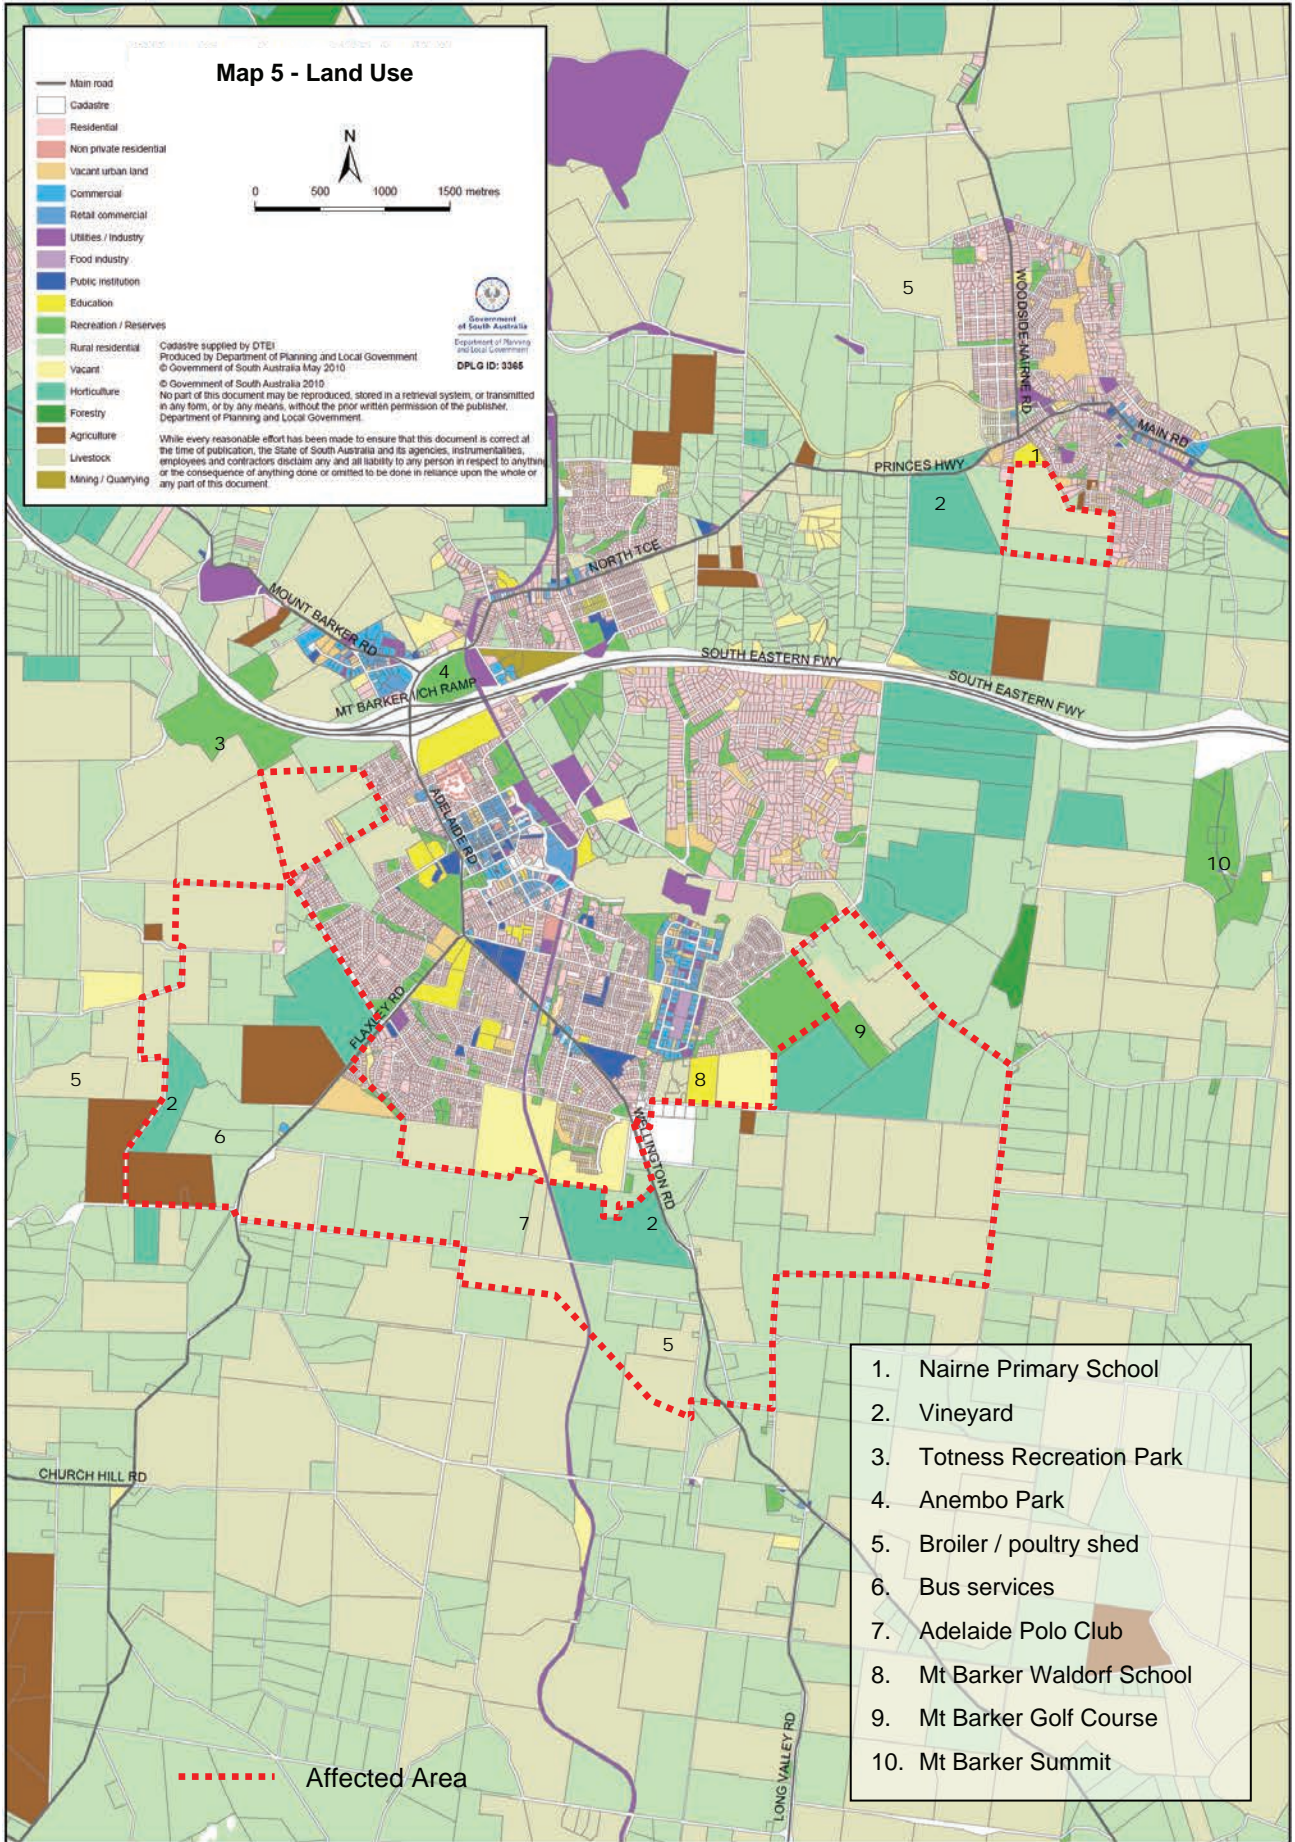 Map 5 - Land Use
Main road
Cadastre
Residential
Non private residential
Vacant urban land
Commercial
Retail commercial
Utilities / Industry
Food industry
Public institution
Education
Recreation / Reserves
Rural residential
Vacant
Horticulture
Forestry
Agriculture
Livestock
Mining / Quarrying
N
0 500 1000 1500 metres
Government
of South Australia
Department of Planning
and Local Government
DPLG ID: 3365
Cadastre supplied by DTEI
Produced by Department of Planning and Local Government
© Government of South Australia May 2010
© Government of South Australia 2010
No part of this document may be reproduced, stored in a retrieval system, or transmitted
in any form, or by any means, without the prior written permission of the publisher,
Department of Planning and Local Government.
While every reasonable effort has been made to ensure that this document is correct at
the time of publication, the State of South Australia and its agencies, instrumentalities,
employees and contractors disclaim any and all liability to any person in respect to anything
or the consequence of anything done or omitted to be done in reliance upon the whole or
any part of this document.
5
WOODSIDE-NAIRNE RD
MAIN RD
1
PRINCES HWY
2
NORTH TCE
MOUNT BARKER RD
4
SOUTH EASTERN FWY
SOUTH EASTERN FWY
MT BARKER I/CH RAMP
3
ADELAIDE RD
10
FLAXLEY RD
9
5
8
2
6
WELLINGTON RD
7
2
5
CHURCH HILL RD
LONG VALLEY RD
1. Nairne Primary School
2. Vineyard
3. Totness Recreation Park
4. Anembo Park
5. Broiler / poultry shed
6. Bus services
7. Adelaide Polo Club
8. Mt Barker Waldorf School
9. Mt Barker Golf Course
10. Mt Barker Summit
Affected Area